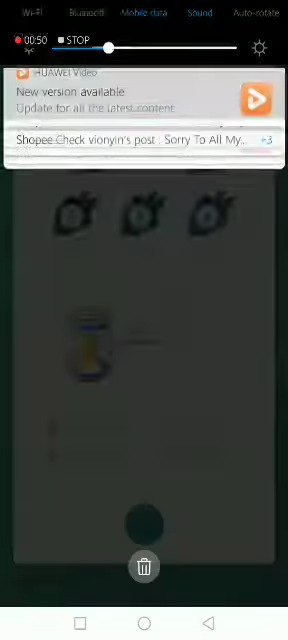 Wi-Fi Bluetooth Mobile data Sound Auto-rotate
00:50 STOP
HUAWEI Video
New version available
Update for all the latest content
Shopee Check vionyin's post : Sorry To All My... +3